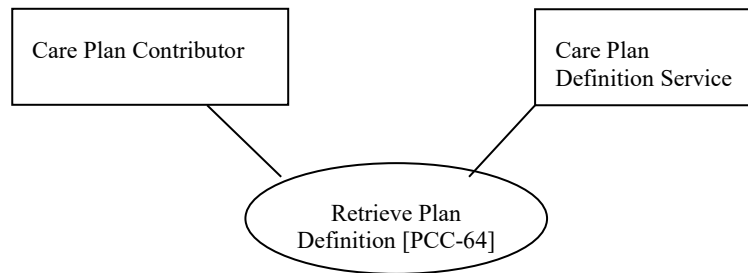 Care Plan Contributor
Care Plan
Definition Service
Retrieve Plan
Definition [PCC-64]